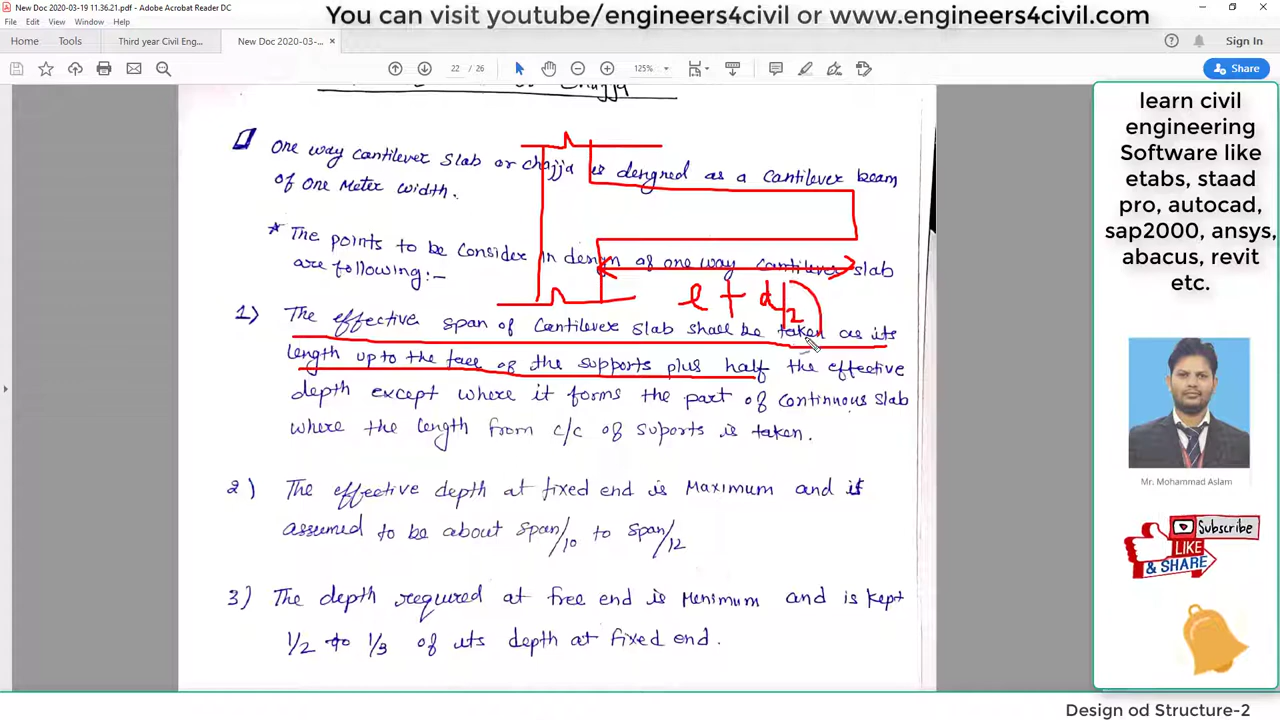 New Doc 2020-03-19 11.36.21.pdf - Adobe Acrobat Reader DC
File Edit View Window Help
You can visit youtube/engineers4civil or www.engineers4civil.com
Home Tools Third year Civil Eng... New Doc 2020-03-... × Sign In
22 / 26 125% Share
One way cantilever slab or chajja is designed as a cantilever beam
of One Meter width.
* The points to be Consider in design of one way cantilever slab
are following:-
l + d/2
1) The effective span of Cantilever slab shall be taken as its
length up to the face of the supports plus half the effective
depth except where it forms the part of continuous slab
where the length from c/c of suports is taken.
2) The effective depth at fixed end is Maximum and is
assumed to be about span/10 to span/12
3) The depth required at free end is Minimum and is kept
1/2 to 1/3 of its depth at fixed end.
learn civil
engineering
Software like
etabs, staad
pro, autocad,
sap2000, ansys,
abacus, revit
etc.
Mr. Mohammad Aslam
Subscribe
LIKE
& SHARE
Design od Structure-2